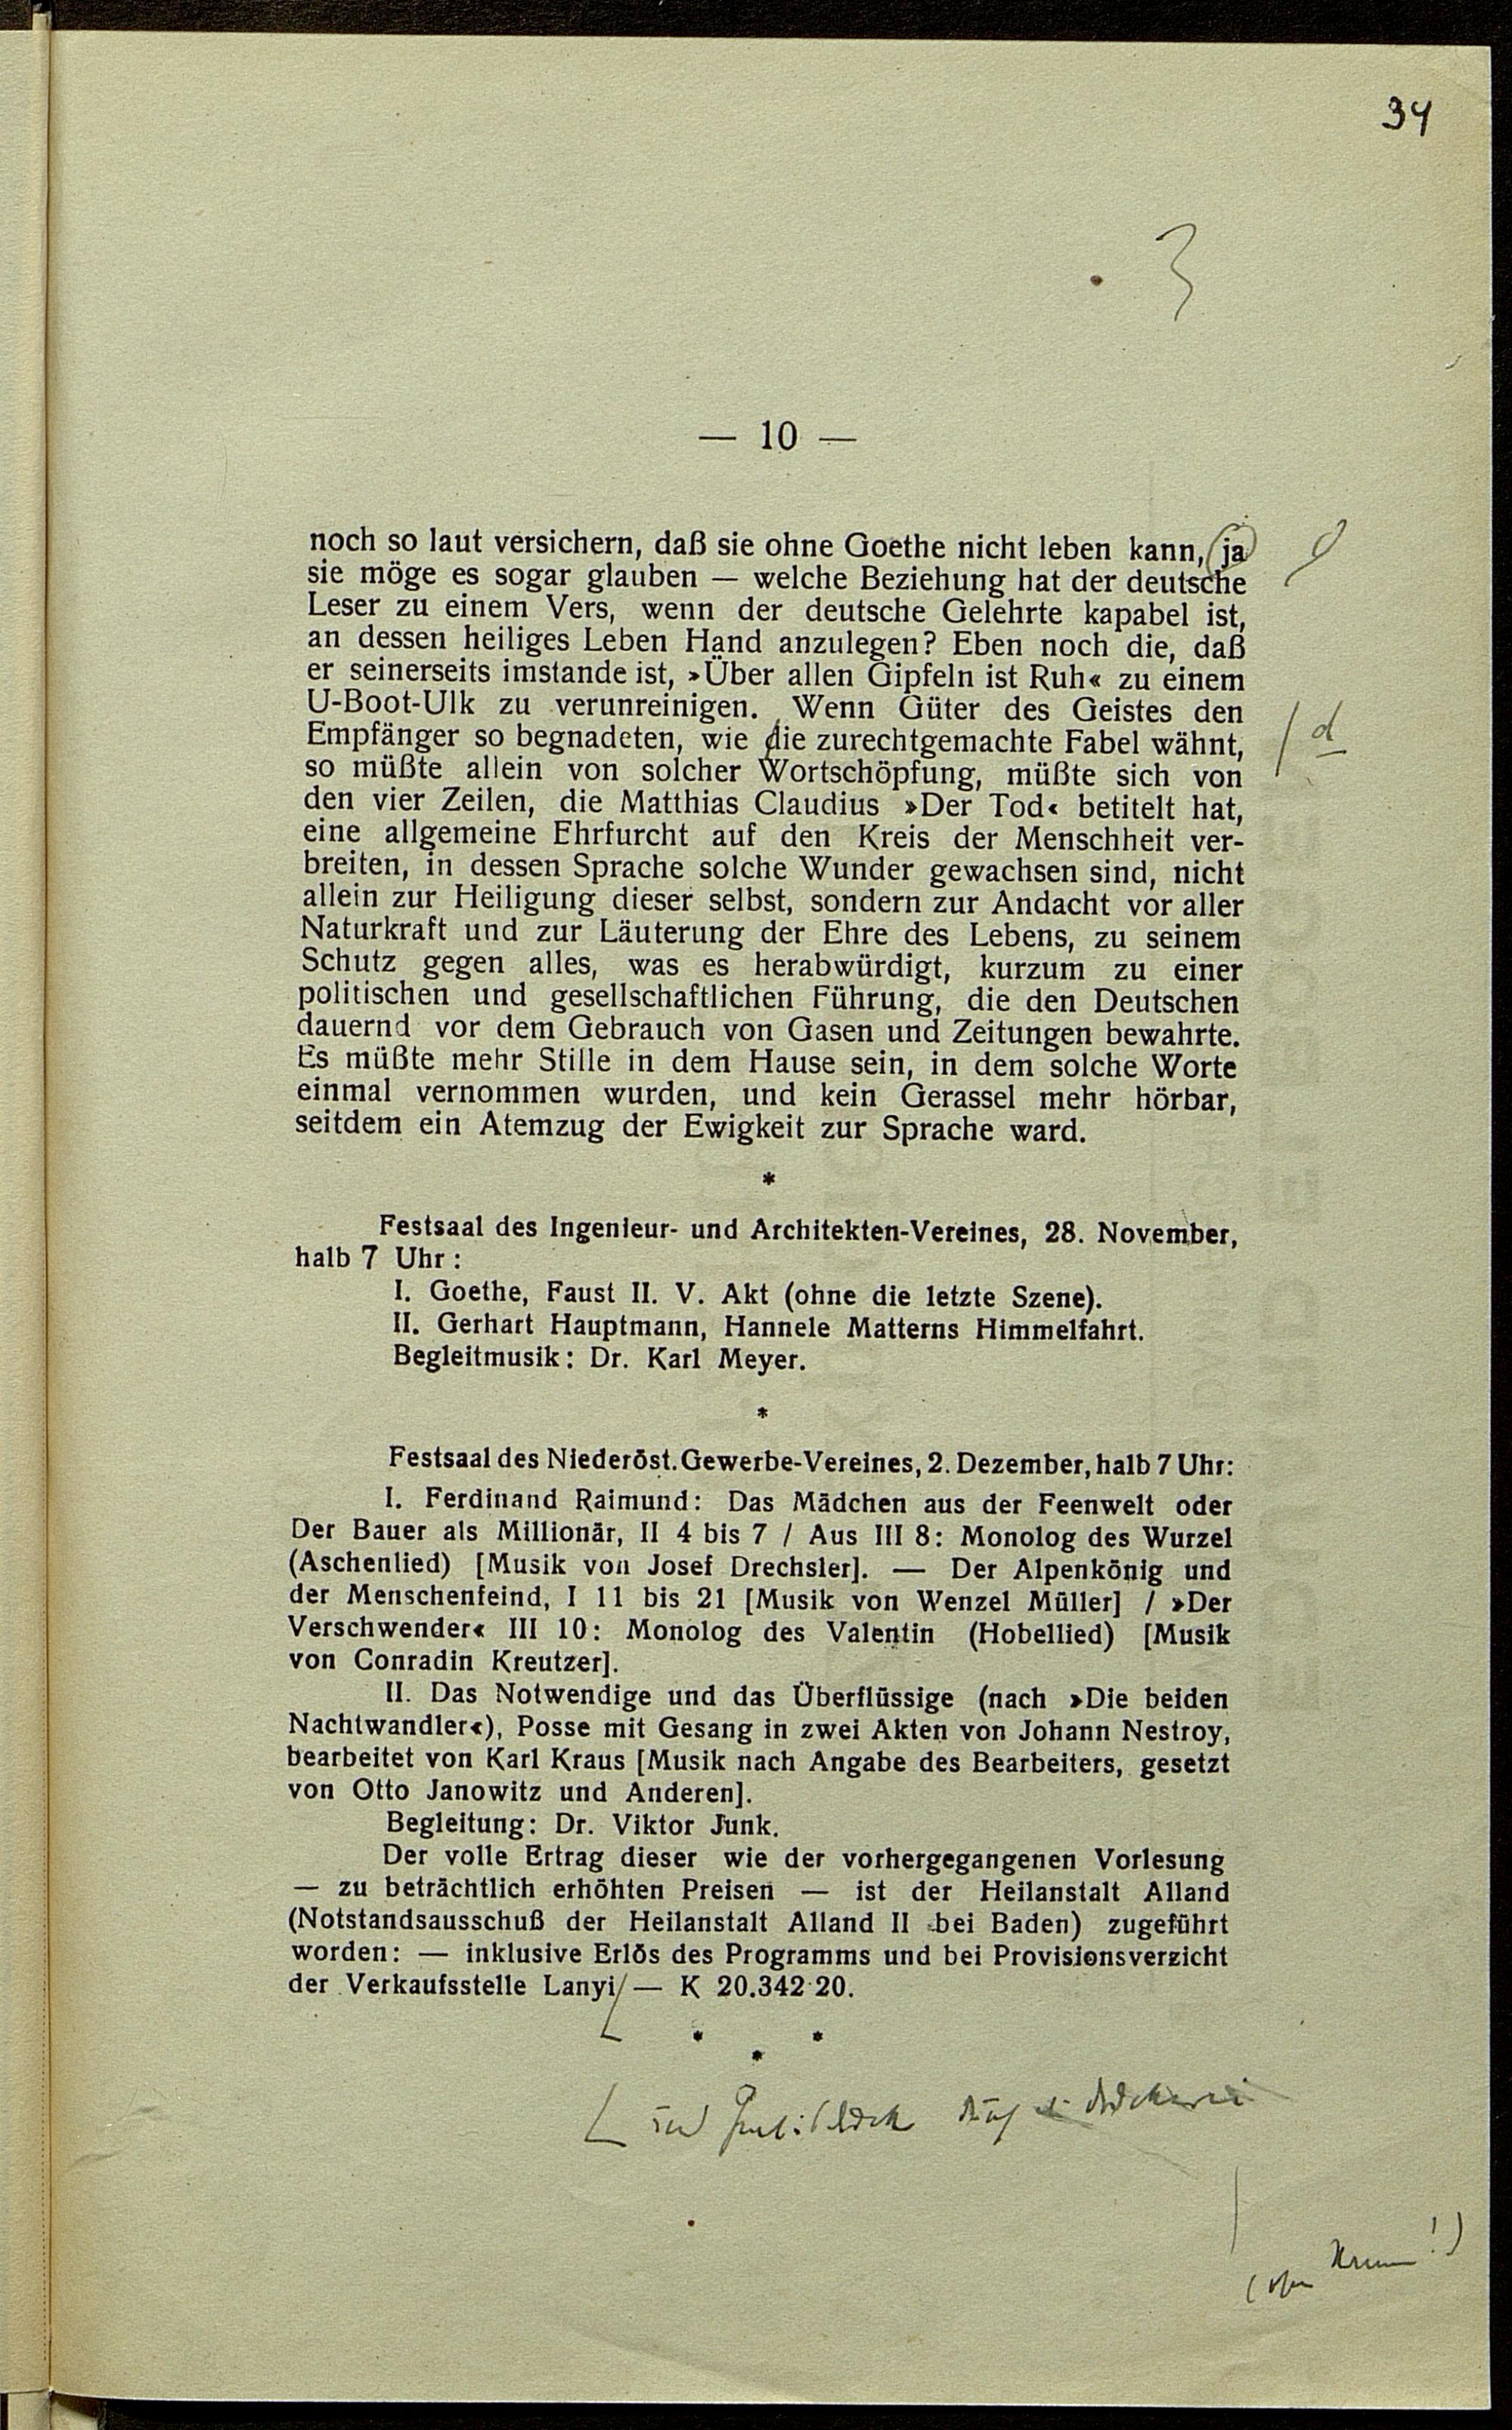 34
3
— 10 —
noch so laut versichern, daß sie ohne Goethe nicht leben kann, ja
sie möge es sogar glauben — welche Beziehung hat der deutsche
Leser zu einem Vers, wenn der deutsche Gelehrte kapabel ist,
an dessen heiliges Leben Hand anzulegen? Eben noch die, daß
er seinerseits imstande ist, »Über allen Gipfeln ist Ruh« zu einem
U-Boot-Ulk zu verunreinigen. Wenn Güter des Geistes den
Empfänger so begnadeten, wie die zurechtgemachte Fabel wähnt,
d
so müßte allein von solcher Wortschöpfung, müßte sich von
den vier Zeilen, die Matthias Claudius »Der Tod« betitelt hat,
eine allgemeine Ehrfurcht auf den Kreis der Menschheit ver-
breiten, in dessen Sprache solche Wunder gewachsen sind, nicht
allein zur Heiligung dieser selbst, sondern zur Andacht vor aller
Naturkraft und zur Läuterung der Ehre des Lebens, zu seinem
Schutz gegen alles, was es herabwürdigt, kurzum zu einer
politischen und gesellschaftlichen Führung, die den Deutschen
dauernd vor dem Gebrauch von Gasen und Zeitungen bewahrte.
Es müßte mehr Stille in dem Hause sein, in dem solche Worte
einmal vernommen wurden, und kein Gerassel mehr hörbar,
seitdem ein Atemzug der Ewigkeit zur Sprache ward.
*
Festsaal des Ingenieur- und Architekten-Vereines, 28. November,
halb 7 Uhr:
I. Goethe, Faust II. V. Akt (ohne die letzte Szene).
II. Gerhart Hauptmann, Hannele Matterns Himmelfahrt.
Begleitmusik: Dr. Karl Meyer.
*
Festsaal des Niederöst. Gewerbe-Vereines, 2. Dezember, halb 7 Uhr:
I. Ferdinand Raimund: Das Mädchen aus der Feenwelt oder
Der Bauer als Millionär, II 4 bis 7 / Aus III 8: Monolog des Wurzel
(Aschenlied) [Musik von Josef Drechsler]. — Der Alpenkönig und
der Menschenfeind, I 11 bis 21 [Musik von Wenzel Müller] / »Der
Verschwender« III 10: Monolog des Valentin (Hobellied) [Musik
von Conradin Kreutzer].
II. Das Notwendige und das Überflüssige (nach »Die beiden
Nachtwandler«), Posse mit Gesang in zwei Akten von Johann Nestroy,
bearbeitet von Karl Kraus [Musik nach Angabe des Bearbeiters, gesetzt
von Otto Janowitz und Anderen].
Begleitung: Dr. Viktor Junk.
Der volle Ertrag dieser wie der vorhergegangenen Vorlesung
— zu beträchtlich erhöhten Preisen — ist der Heilanstalt Alland
(Notstandsausschuß der Heilanstalt Alland II bei Baden) zugeführt
worden: — inklusive Erlös des Programms und bei Provisionsverzicht
der Verkaufsstelle Lanyi — K 20.342·20.
* * *